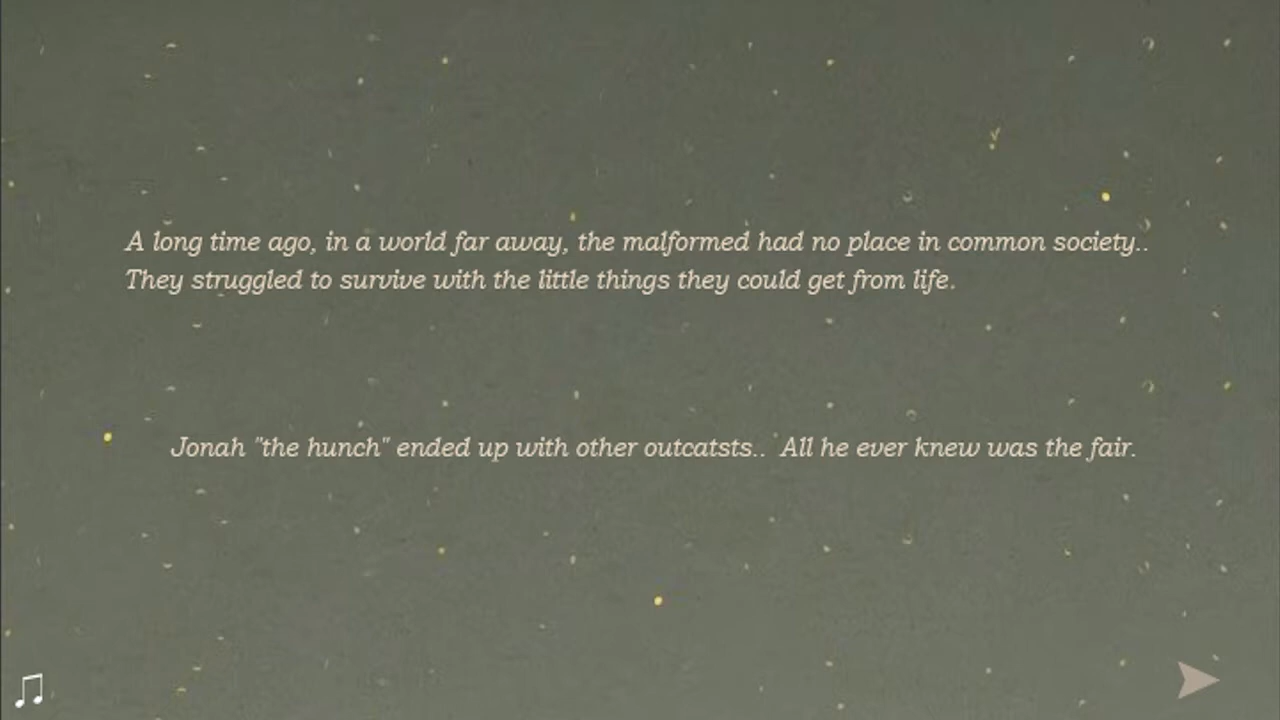 A long time ago, in a world far away, the malformed had no place in common society..
They struggled to survive with the little things they could get from life.
Jonah "the hunch" ended up with other outcatsts.. All he ever knew was the fair.